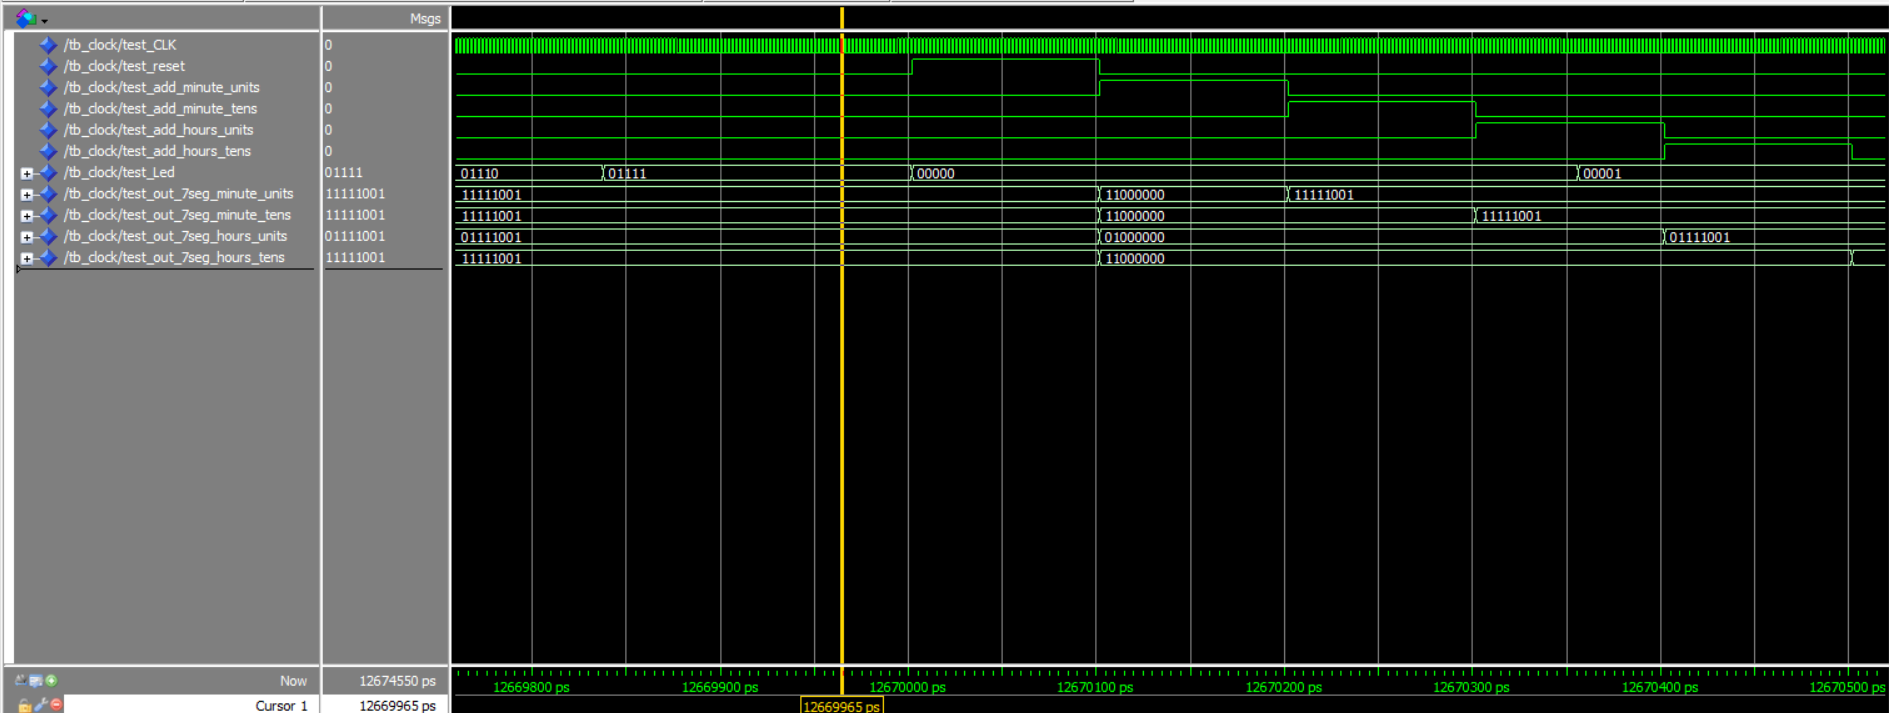 Msgs
/tb_clock/test_CLK 0
/tb_clock/test_reset 0
/tb_clock/test_add_minute_units 0
/tb_clock/test_add_minute_tens 0
/tb_clock/test_add_hours_units 0
/tb_clock/test_add_hours_tens 0
/tb_clock/test_Led 01111 01110 01111 00000 00001
/tb_clock/test_out_7seg_minute_units 11111001 11111001 11000000 11111001
/tb_clock/test_out_7seg_minute_tens 11111001 11111001 11000000 11111001
/tb_clock/test_out_7seg_hours_units 01111001 01111001 01000000 01111001
/tb_clock/test_out_7seg_hours_tens 11111001 11111001 11000000
Now 12674550 ps 12669800 ps 12669900 ps 12670000 ps 12670100 ps 12670200 ps 12670300 ps 12670400 ps 12670500 ps
Cursor 1 12669965 ps 12669965 ps